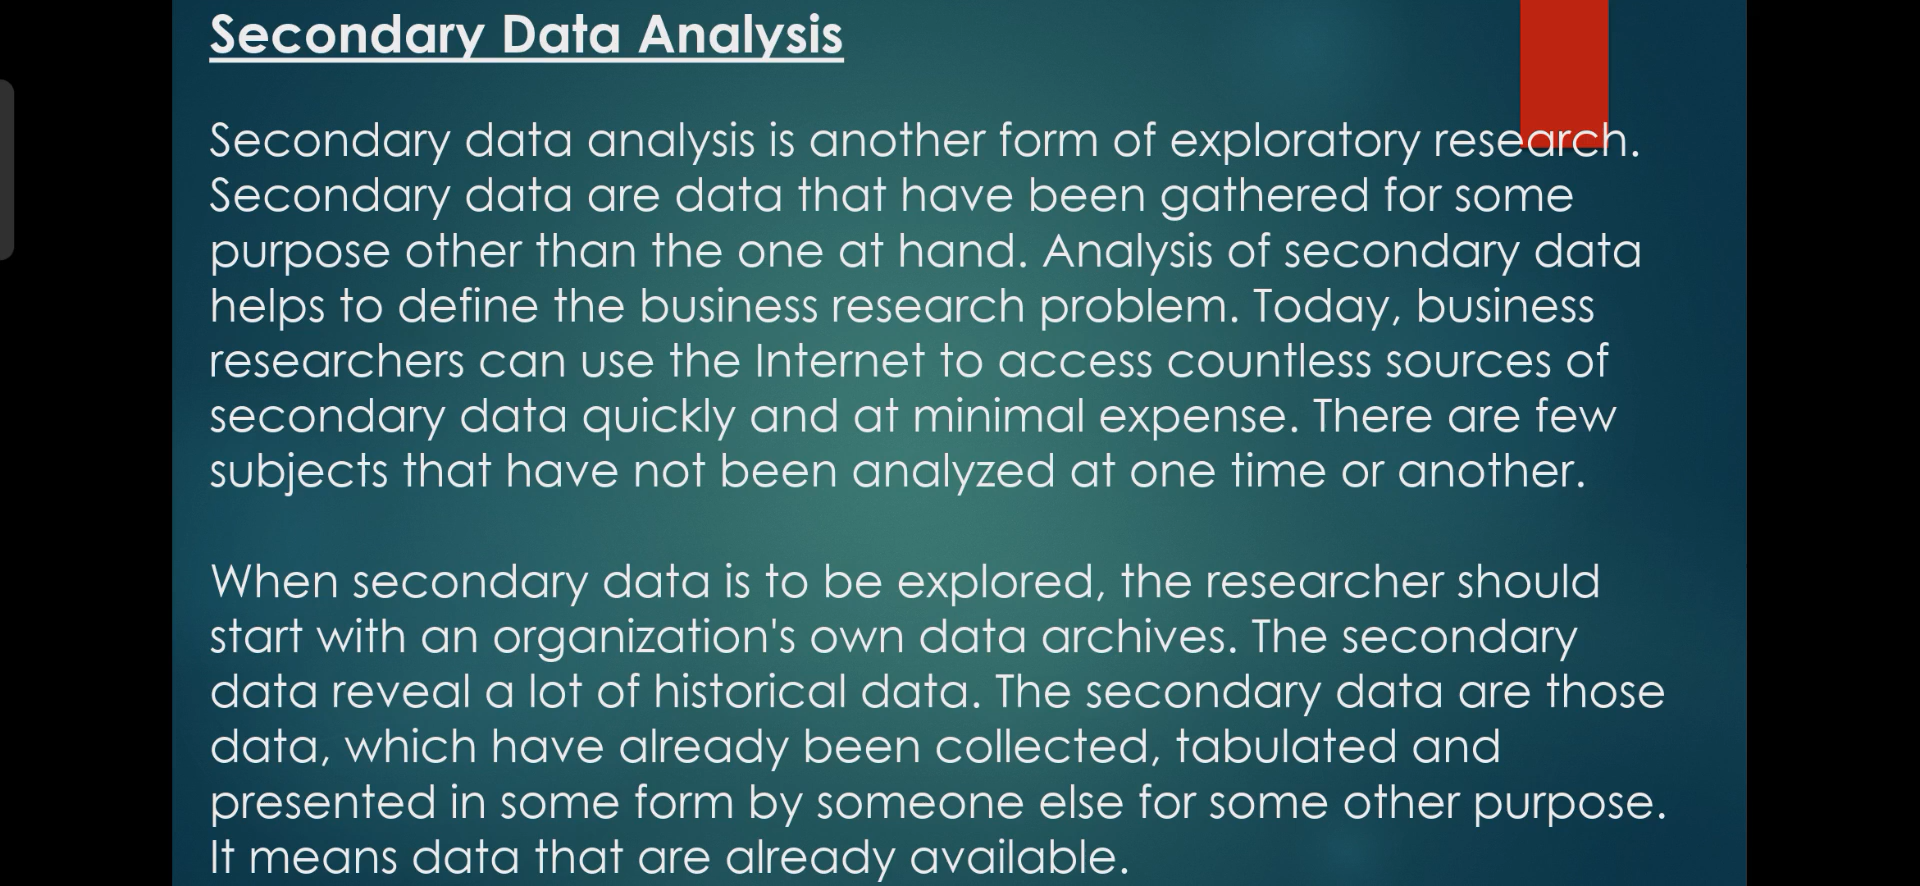 Secondary Data Analysis
Secondary data analysis is another form of exploratory research.
Secondary data are data that have been gathered for some
purpose other than the one at hand. Analysis of secondary data
helps to define the business research problem. Today, business
researchers can use the Internet to access countless sources of
secondary data quickly and at minimal expense. There are few
subjects that have not been analyzed at one time or another.
When secondary data is to be explored, the researcher should
start with an organization's own data archives. The secondary
data reveal a lot of historical data. The secondary data are those
data, which have already been collected, tabulated and
presented in some form by someone else for some other purpose.
It means data that are already available.